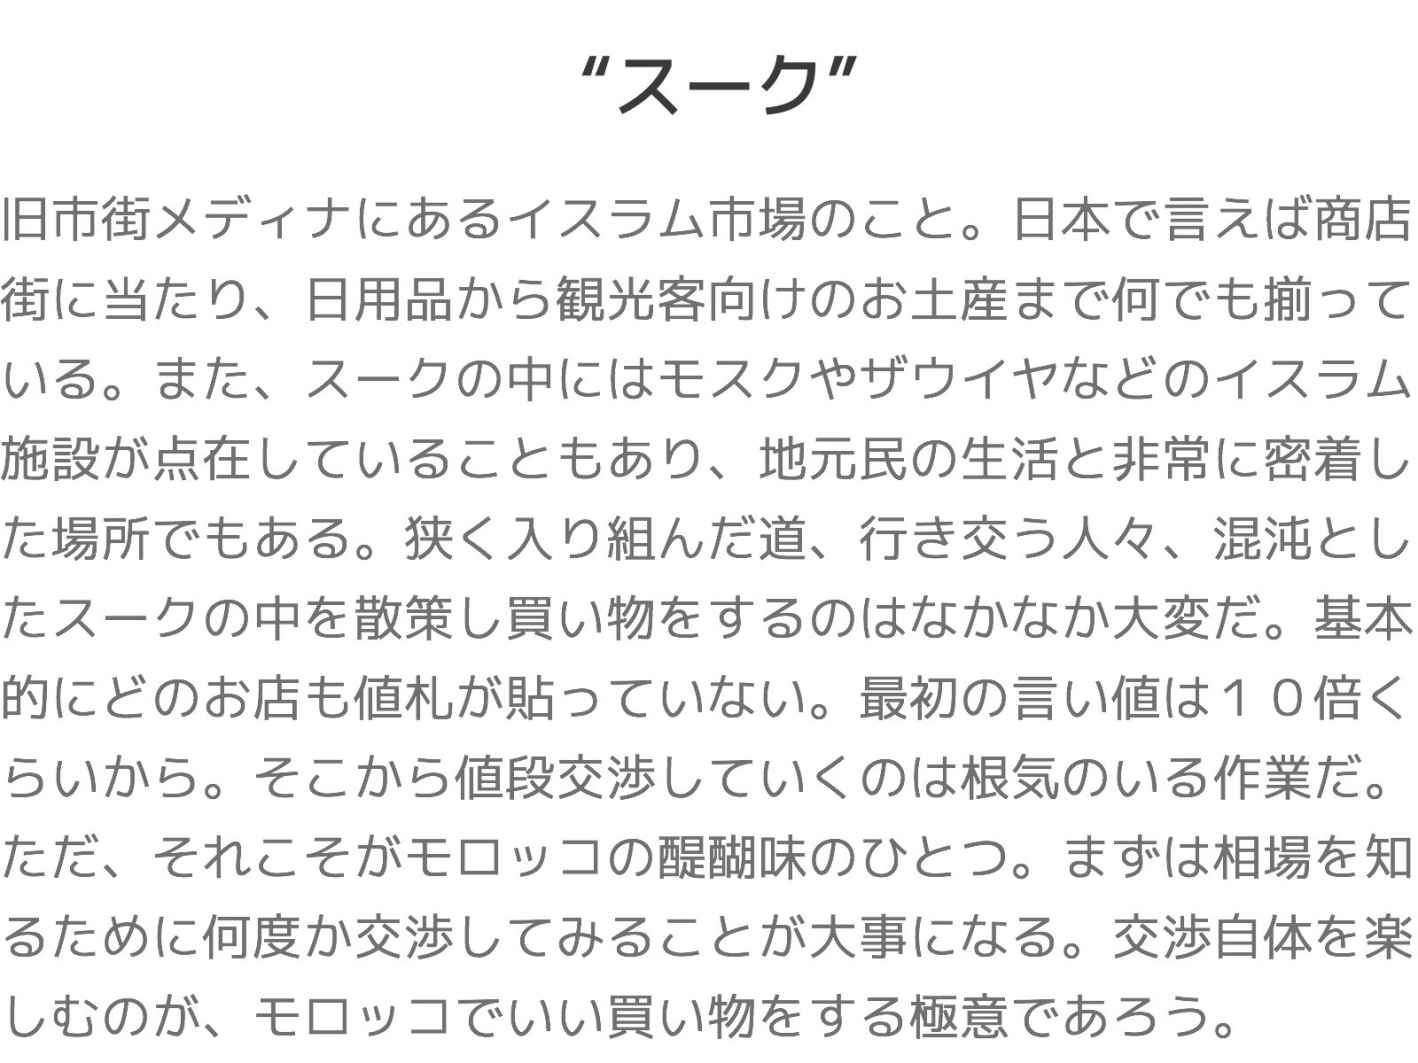 “スーク”
旧市街メディナにあるイスラム市場のこと。日本で言えば商店
街に当たり、日用品から観光客向けのお土産まで何でも揃って
いる。また、スークの中にはモスクやザウイヤなどのイスラム
施設が点在していることもあり、地元民の生活と非常に密着し
た場所でもある。狭く入り組んだ道、行き交う人々、混沌とし
たスークの中を散策し買い物をするのはなかなか大変だ。基本
的にどのお店も値札が貼っていない。最初の言い値は１０倍く
らいから。そこから値段交渉していくのは根気のいる作業だ。
ただ、それこそがモロッコの醍醐味のひとつ。まずは相場を知
るために何度か交渉してみることが大事になる。交渉自体を楽
しむのが、モロッコでいい買い物をする極意であろう。